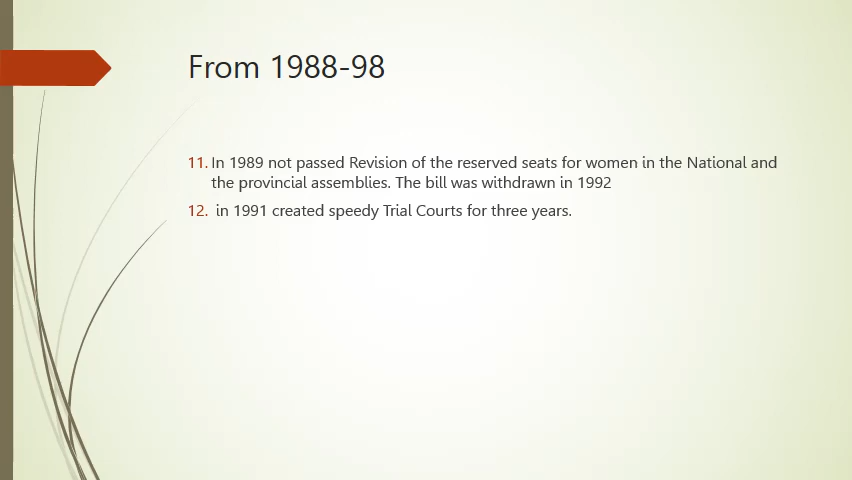 From 1988-98
11. In 1989 not passed Revision of the reserved seats for women in the National and
the provincial assemblies. The bill was withdrawn in 1992
12. in 1991 created speedy Trial Courts for three years.